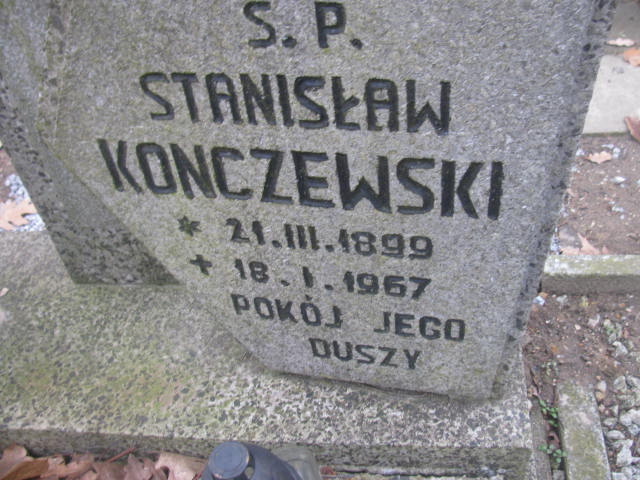 S. P.
STANISŁAW
KONCZEWSKI
* 21.III.1899
+ 18.I.1967
POKÓJ JEGO
DUSZY